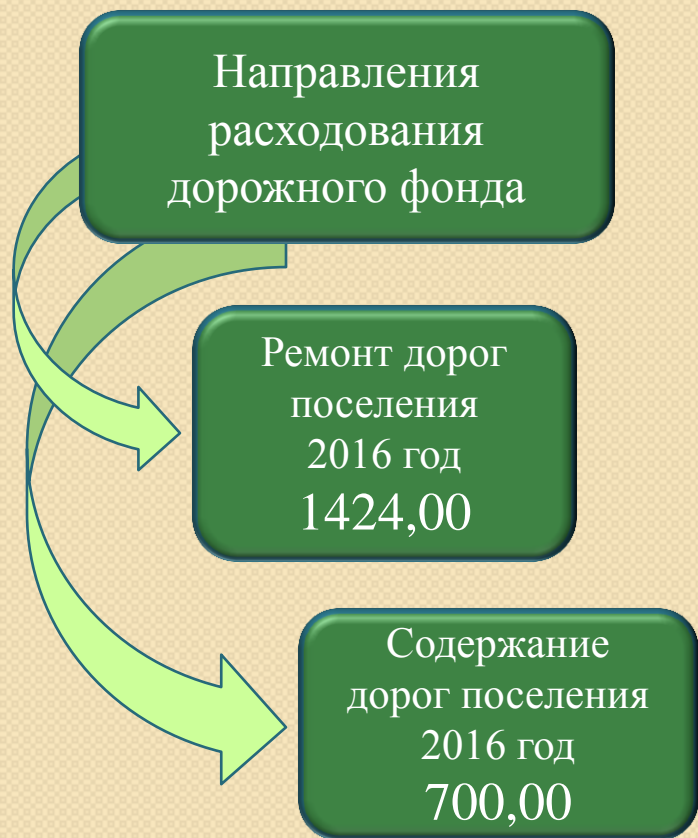 Направления
расходования
дорожного фонда
Ремонт дорог
поселения
2016 год
1424,00
Содержание
дорог поселения
2016 год
700,00